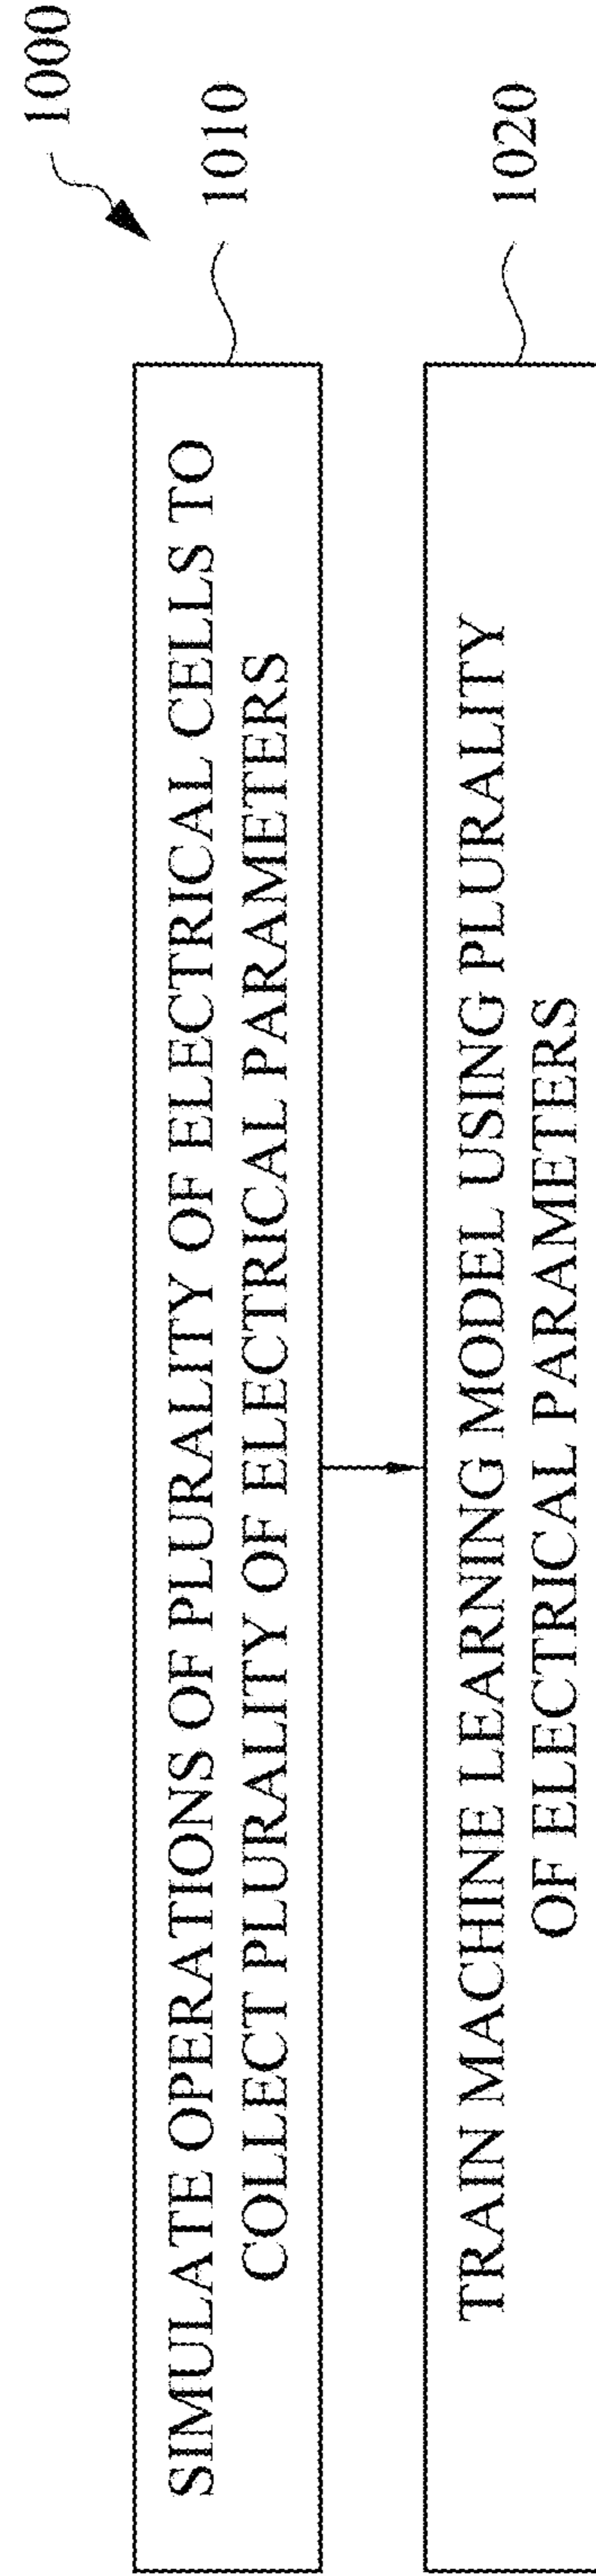 1000
SIMULATE OPERATIONS OF PLURALITY OF ELECTRICAL CELLS TO
COLLECT PLURALITY OF ELECTRICAL PARAMETERS
1010
TRAIN MACHINE LEARNING MODEL USING PLURALITY
OF ELECTRICAL PARAMETERS
1020